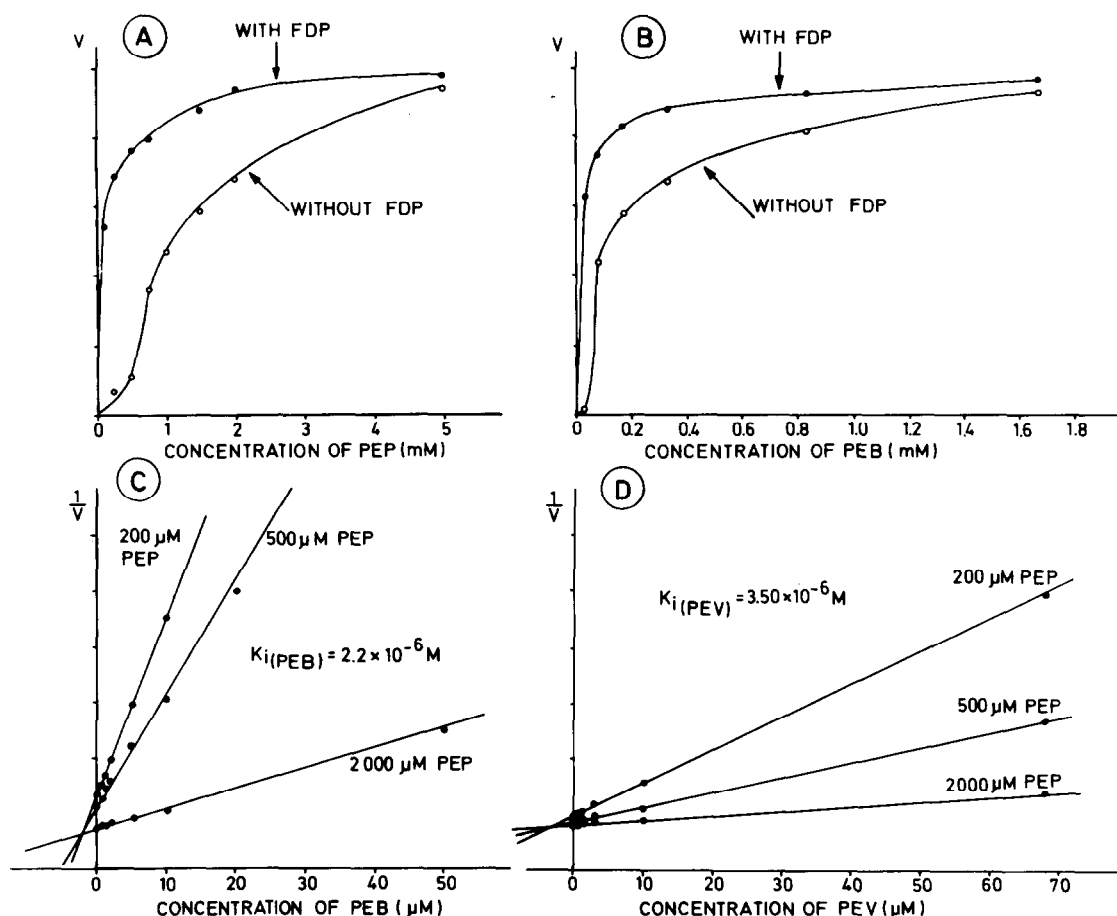 V
A
WITH FDP
WITHOUT FDP
0 1 2 3 4 5
CONCENTRATION OF PEP (mM)
V
B
WITH FDP
WITHOUT FDP
0 0.2 0.4 0.6 0.8 1.0 1.2 1.4 1.6 1.8
CONCENTRATION OF PEB (mM)
C
1/V
200 μM
PEP
500 μM PEP
Ki(PEB) = 2.2 × 10⁻⁶ M
2000 μM PEP
0 10 20 30 40 50
CONCENTRATION OF PEB (μM)
D
1/V
200 μM PEP
Ki(PEV) = 3.50 × 10⁻⁶ M
500 μM PEP
2000 μM PEP
0 10 20 30 40 50 60 70
CONCENTRATION OF PEV (μM)